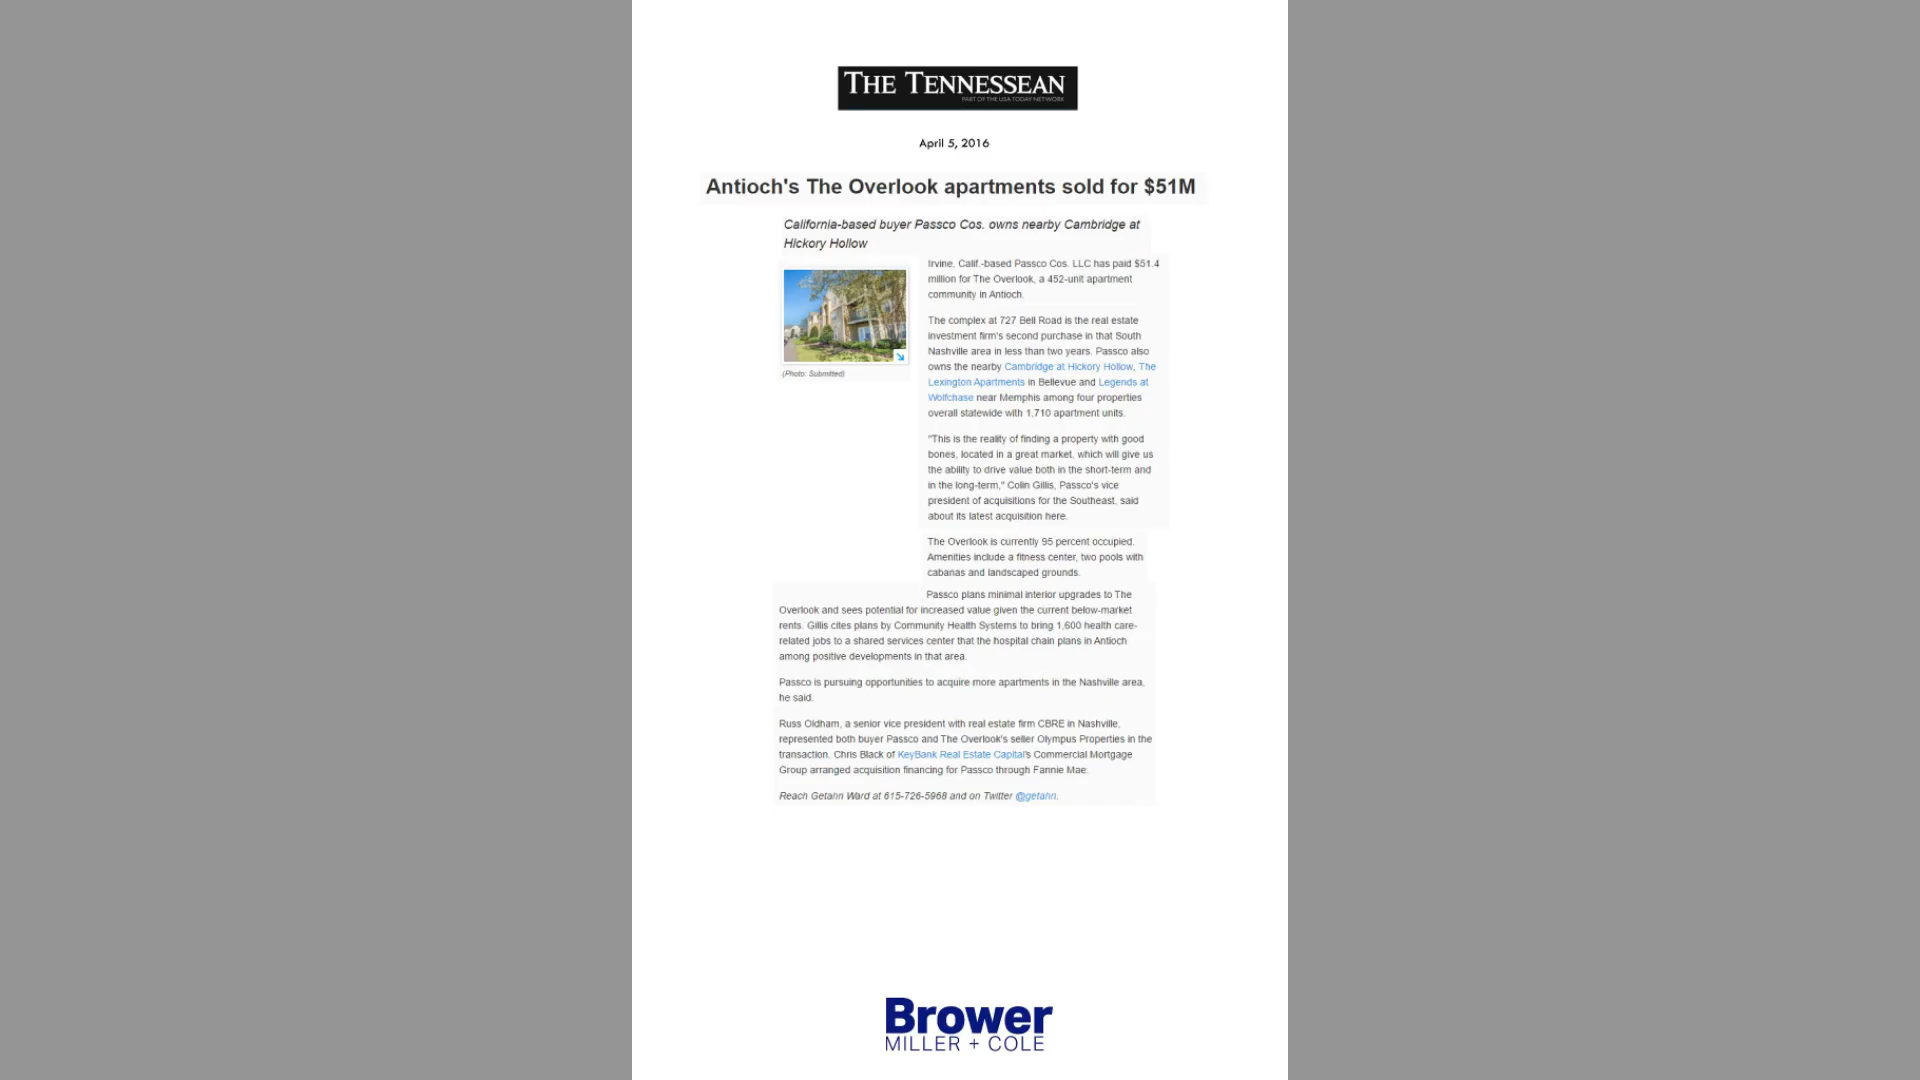 THE TENNESSEAN
PART OF THE USA TODAY NETWORK
April 5, 2016
Antioch's The Overlook apartments sold for $51M
California-based buyer Passco Cos. owns nearby Cambridge at
Hickory Hollow
(Photo: Submitted)
Irvine, Calif.-based Passco Cos. LLC has paid $51.4
million for The Overlook, a 452-unit apartment
community in Antioch.
The complex at 727 Bell Road is the real estate
investment firm's second purchase in that South
Nashville area in less than two years. Passco also
owns the nearby Cambridge at Hickory Hollow, The
Lexington Apartments in Bellevue and Legends at
Wolfchase near Memphis among four properties
overall statewide with 1,710 apartment units.
"This is the reality of finding a property with good
bones, located in a great market, which will give us
the ability to drive value both in the short-term and
in the long-term," Colin Gillis, Passco's vice
president of acquisitions for the Southeast, said
about its latest acquisition here.
The Overlook is currently 95 percent occupied.
Amenities include a fitness center, two pools with
cabanas and landscaped grounds.
Passco plans minimal interior upgrades to The
Overlook and sees potential for increased value given the current below-market
rents. Gillis cites plans by Community Health Systems to bring 1,600 health care-
related jobs to a shared services center that the hospital chain plans in Antioch
among positive developments in that area.
Passco is pursuing opportunities to acquire more apartments in the Nashville area,
he said.
Russ Oldham, a senior vice president with real estate firm CBRE in Nashville,
represented both buyer Passco and The Overlook's seller Olympus Properties in the
transaction. Chris Black of KeyBank Real Estate Capital's Commercial Mortgage
Group arranged acquisition financing for Passco through Fannie Mae.
Reach Getahn Ward at 615-726-5968 and on Twitter @getahn.
Brower
MILLER + COLE